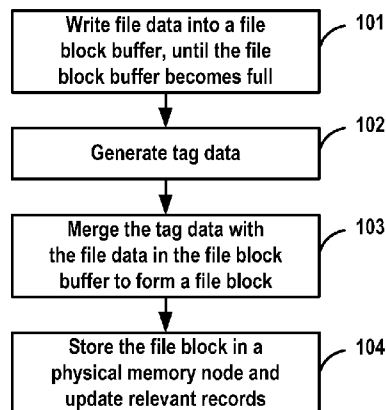 Write file data into a file
block buffer, until the file
block buffer becomes full
101
Generate tag data
102
Merge the tag data with
the file data in the file block
buffer to form a file block
103
Store the file block in a
physical memory node and
update relevant records
104